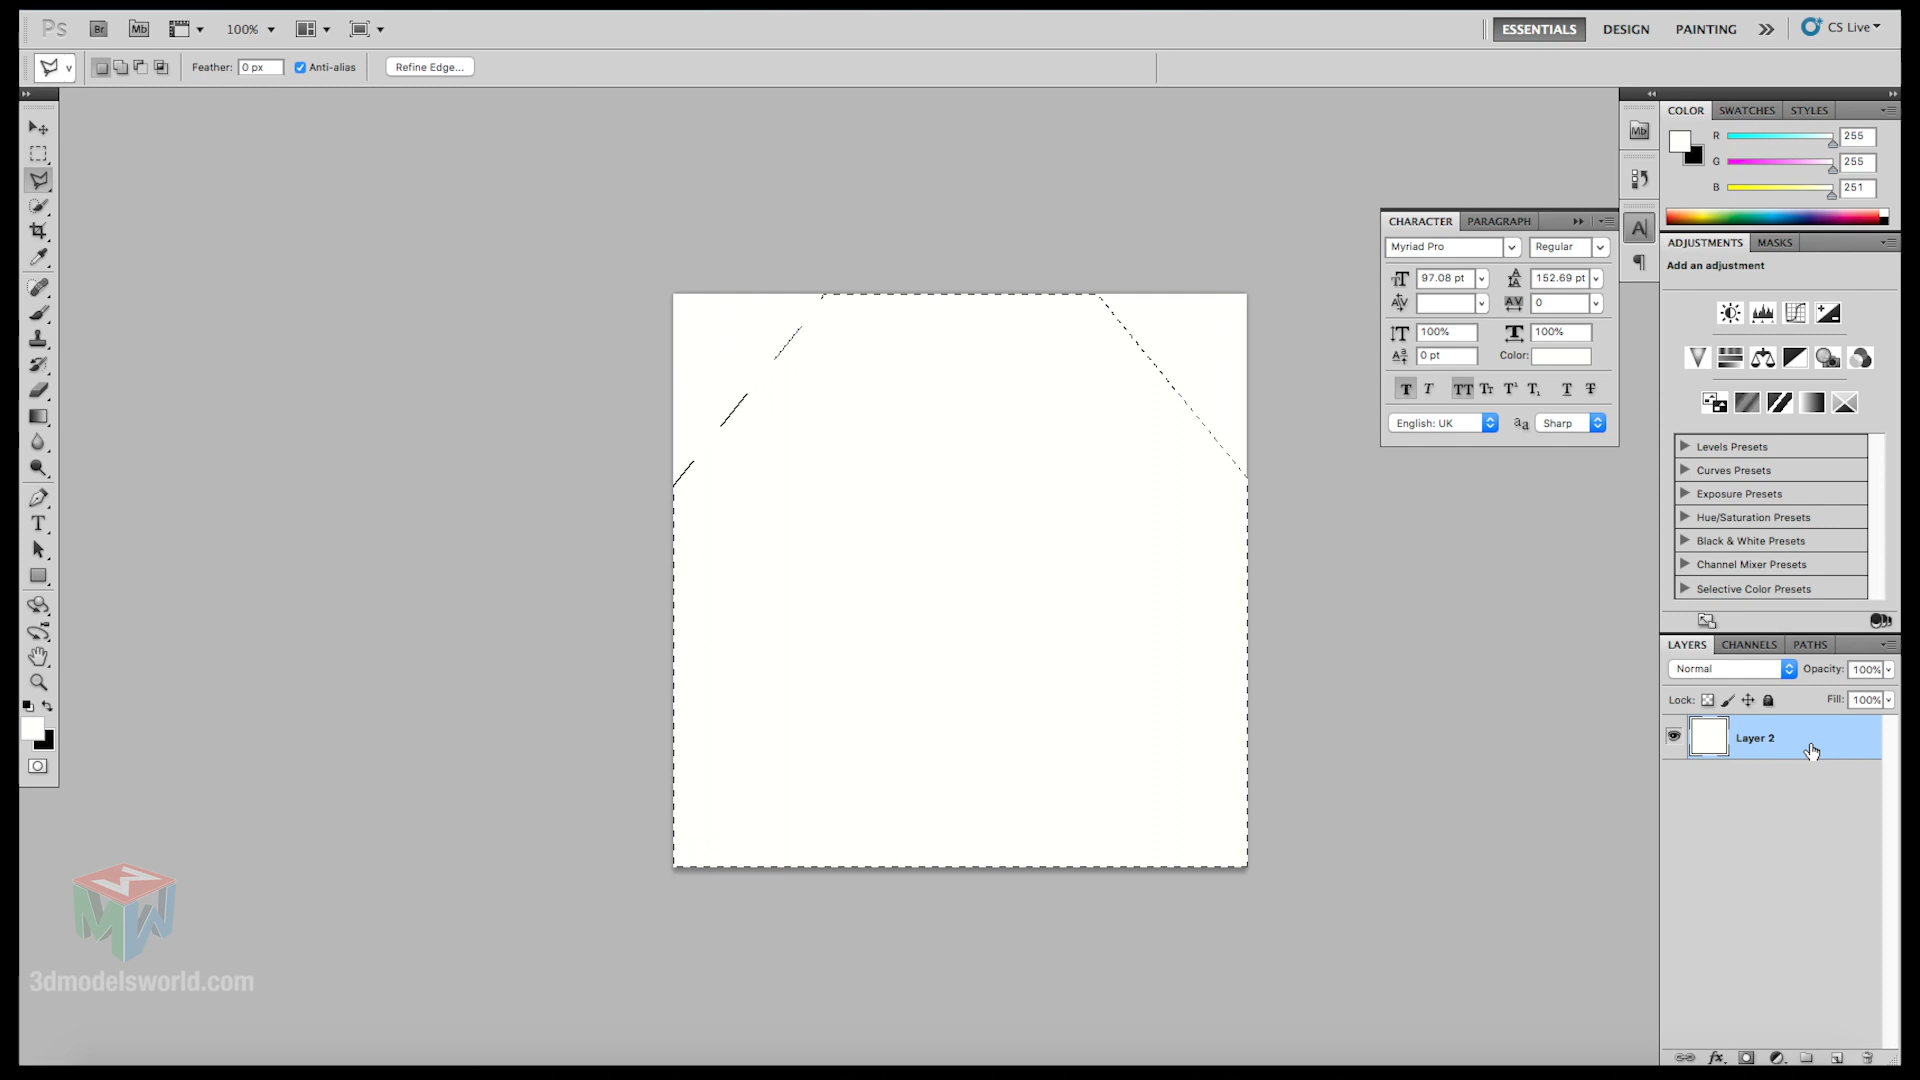 Ps Br Mb 100% ESSENTIALS DESIGN PAINTING CS Live
Feather: 0 px Anti-alias Refine Edge...
COLOR SWATCHES STYLES
Mb
R 255
G 255
B 251
CHARACTER PARAGRAPH
Myriad Pro Regular
97.08 pt 152.69 pt
0
100% 100%
0 pt Color:
T T TT Tr T¹ T, T T
English: UK aa Sharp
ADJUSTMENTS MASKS
Add an adjustment
Levels Presets
Curves Presets
Exposure Presets
Hue/Saturation Presets
Black & White Presets
Channel Mixer Presets
Selective Color Presets
LAYERS CHANNELS PATHS
Normal Opacity: 100%
Lock: Fill: 100%
Layer 2
3dmodelsworld.com